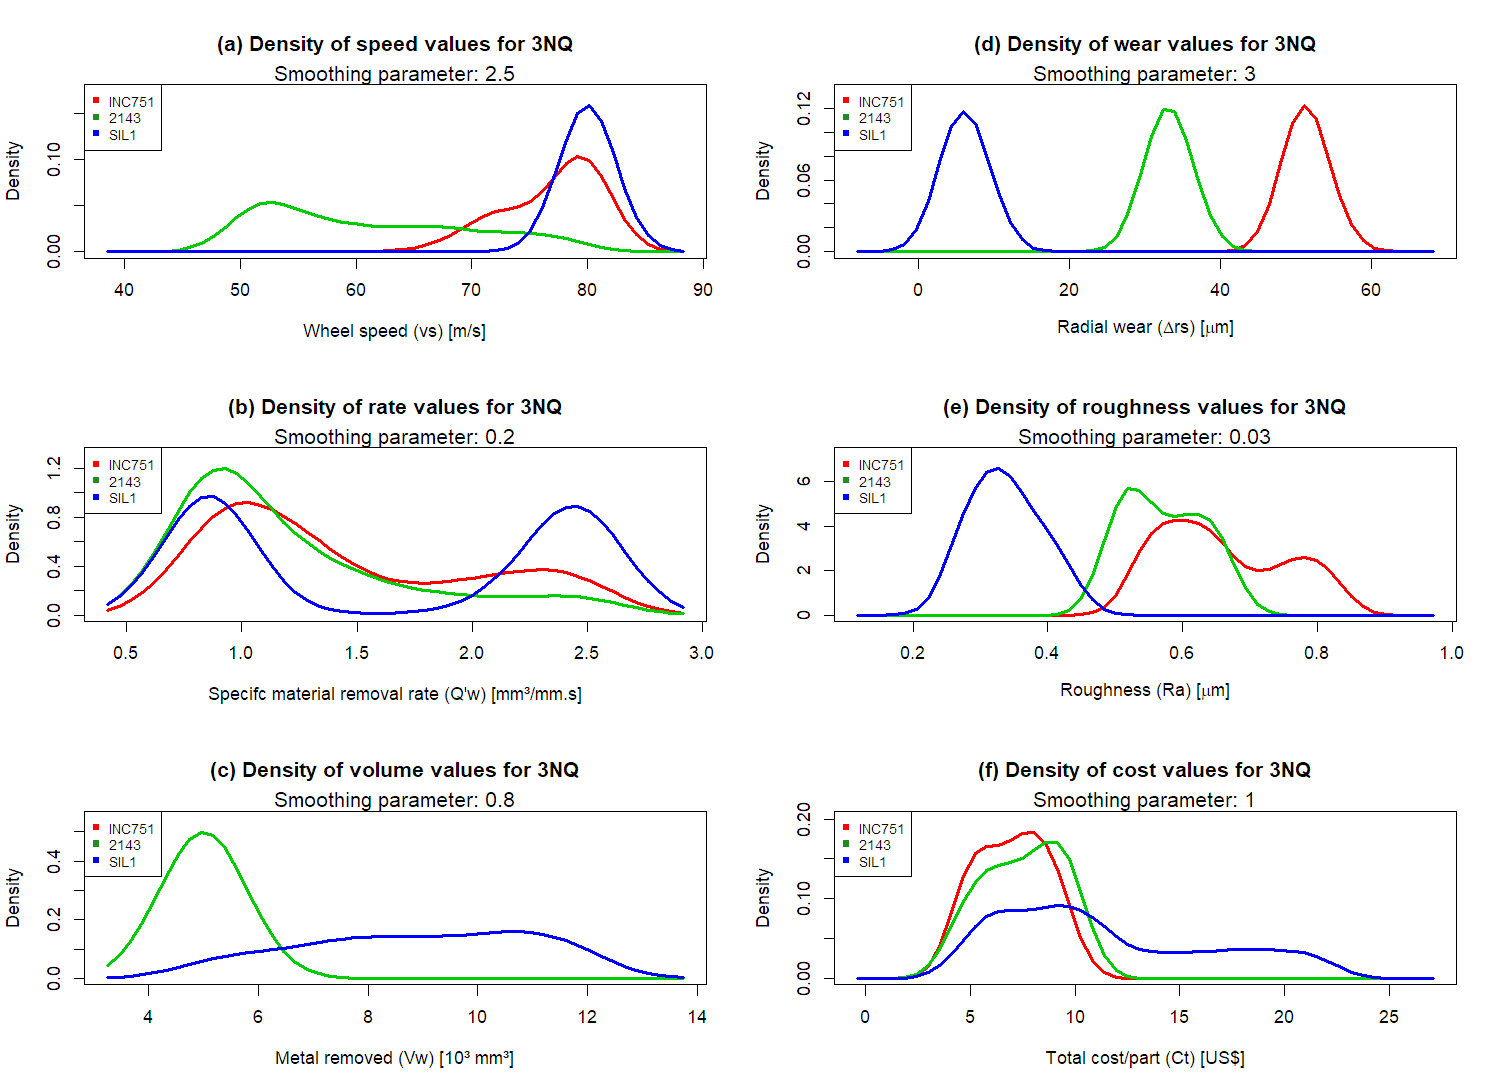 (a) Density of speed values for 3NQ
Smoothing parameter: 2.5
INC751
2143
SIL1
Density
0.00
0.10
40
50
60
70
80
90
Wheel speed (vs) [m/s]
(d) Density of wear values for 3NQ
Smoothing parameter: 3
INC751
2143
SIL1
Density
0.00
0.06
0.12
0
20
40
60
Radial wear (Δrs) [μm]
(b) Density of rate values for 3NQ
Smoothing parameter: 0.2
INC751
2143
SIL1
Density
0.0
0.4
0.8
1.2
0.5
1.0
1.5
2.0
2.5
3.0
Specifc material removal rate (Q'w) [mm³/mm.s]
(e) Density of roughness values for 3NQ
Smoothing parameter: 0.03
INC751
2143
SIL1
Density
0
2
4
6
0.2
0.4
0.6
0.8
1.0
Roughness (Ra) [μm]
(c) Density of volume values for 3NQ
Smoothing parameter: 0.8
INC751
2143
SIL1
Density
0.0
0.2
0.4
4
6
8
10
12
14
Metal removed (Vw) [10³ mm³]
(f) Density of cost values for 3NQ
Smoothing parameter: 1
INC751
2143
SIL1
Density
0.00
0.10
0.20
0
5
10
15
20
25
Total cost/part (Ct) [US$]